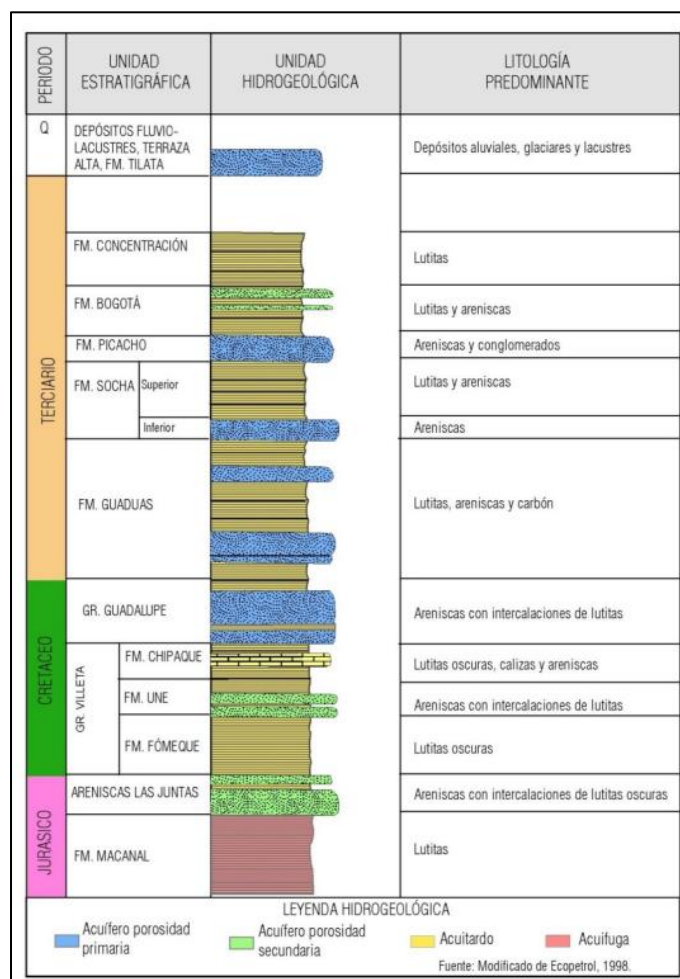 PERIODO
UNIDAD
ESTRATIGRÁFICA
UNIDAD
HIDROGEOLÓGICA
LITOLOGÍA
PREDOMINANTE
Q
DEPÓSITOS FLUVIO-
LACUSTRES, TERRAZA
ALTA, FM. TILATA
Depósitos aluviales, glaciares y lacustres
TERCIARIO
FM. CONCENTRACIÓN
Lutitas
FM. BOGOTÁ
Lutitas y areniscas
FM. PICACHO
Areniscas y conglomerados
FM. SOCHA
Superior
Lutitas y areniscas
Inferior
Areniscas
FM. GUADUAS
Lutitas, areniscas y carbón
CRETACEO
GR. GUADALUPE
Areniscas con intercalaciones de lutitas
GR. VILLETA
FM. CHIPAQUE
Lutitas oscuras, calizas y areniscas
FM. UNE
Areniscas con intercalaciones de lutitas
FM. FÓMEQUE
Lutitas oscuras
JURASICO
ARENISCAS LAS JUNTAS
Areniscas con intercalaciones de lutitas oscuras
FM. MACANAL
Lutitas
LEYENDA HIDROGEOLÓGICA
Acuífero porosidad
primaria
Acuífero porosidad
secundaria
Acuitardo
Acuifuga
Fuente: Modificado de Ecopetrol, 1998.